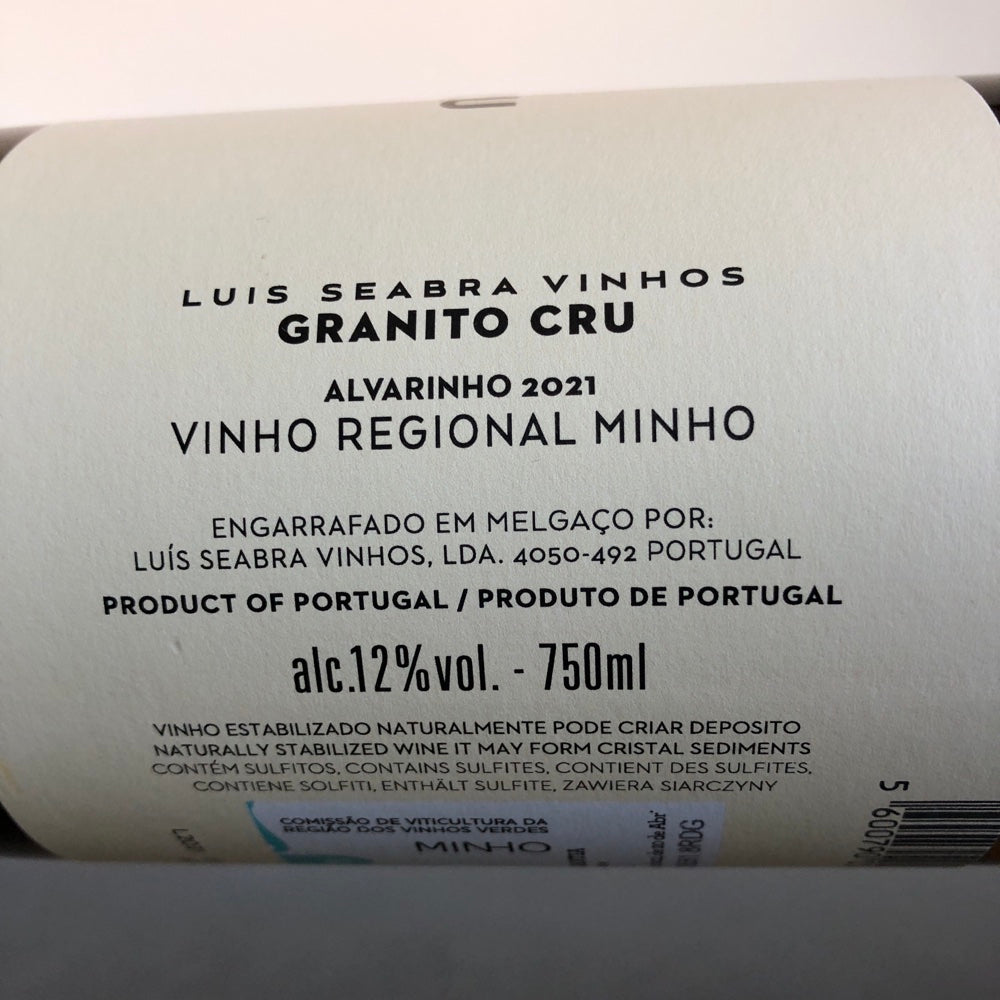 LUIS SEABRA VINHOS
GRANITO CRU
ALVARINHO 2021
VINHO REGIONAL MINHO
ENGARRAFADO EM MELGAÇO POR:
LUÍS SEABRA VINHOS, LDA. 4050-492 PORTUGAL
PRODUCT OF PORTUGAL / PRODUTO DE PORTUGAL
alc.12%vol. - 750ml
VINHO ESTABILIZADO NATURALMENTE PODE CRIAR DEPOSITO
NATURALLY STABILIZED WINE IT MAY FORM CRISTAL SEDIMENTS
CONTÉM SULFITOS, CONTAINS SULFITES, CONTIENT DES SULFITES,
CONTIENE SOLFITI, ENTHÄLT SULFITE, ZAWIERA SIARCZYNY
COMISSÃO DE VITICULTURA DA
REGIÃO DOS VINHOS VERDES
MINHO